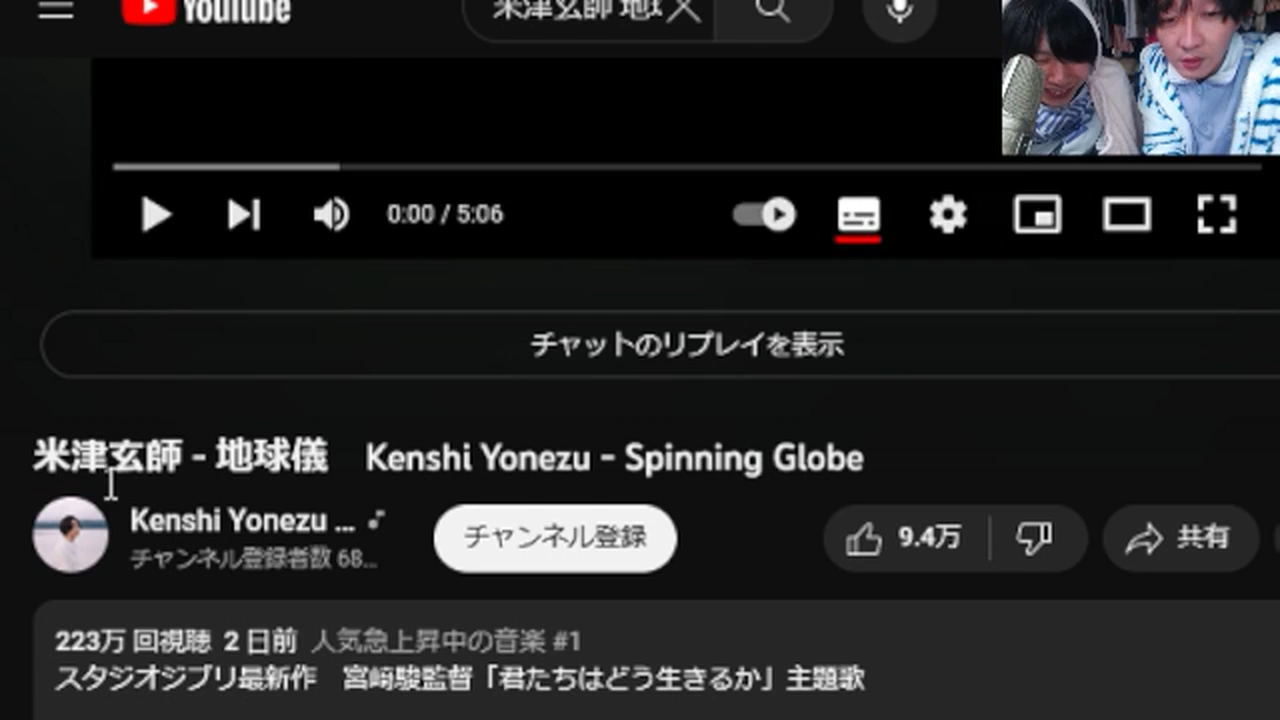 YouTube
米津玄師 地球
0:00 / 5:06
チャットのリプレイを表示
米津玄師 - 地球儀　Kenshi Yonezu - Spinning Globe
Kenshi Yonezu ...
チャンネル登録者数 68...
チャンネル登録
9.4万
共有
223万 回視聴 2 日前 人気急上昇中の音楽 #1
スタジオジブリ最新作　宮﨑駿監督「君たちはどう生きるか」主題歌